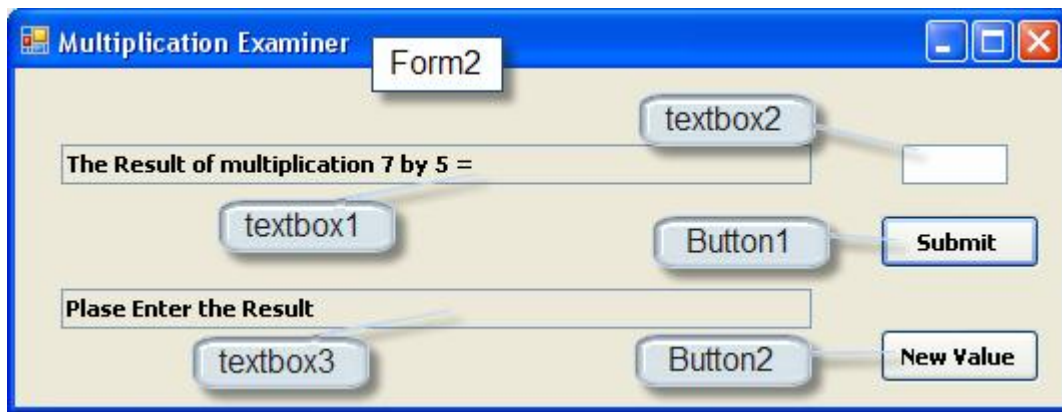 Multiplication Examiner
Form2
textbox2
The Result of multiplication 7 by 5 =
textbox1
Button1
Submit
Plase Enter the Result
textbox3
Button2
New Value